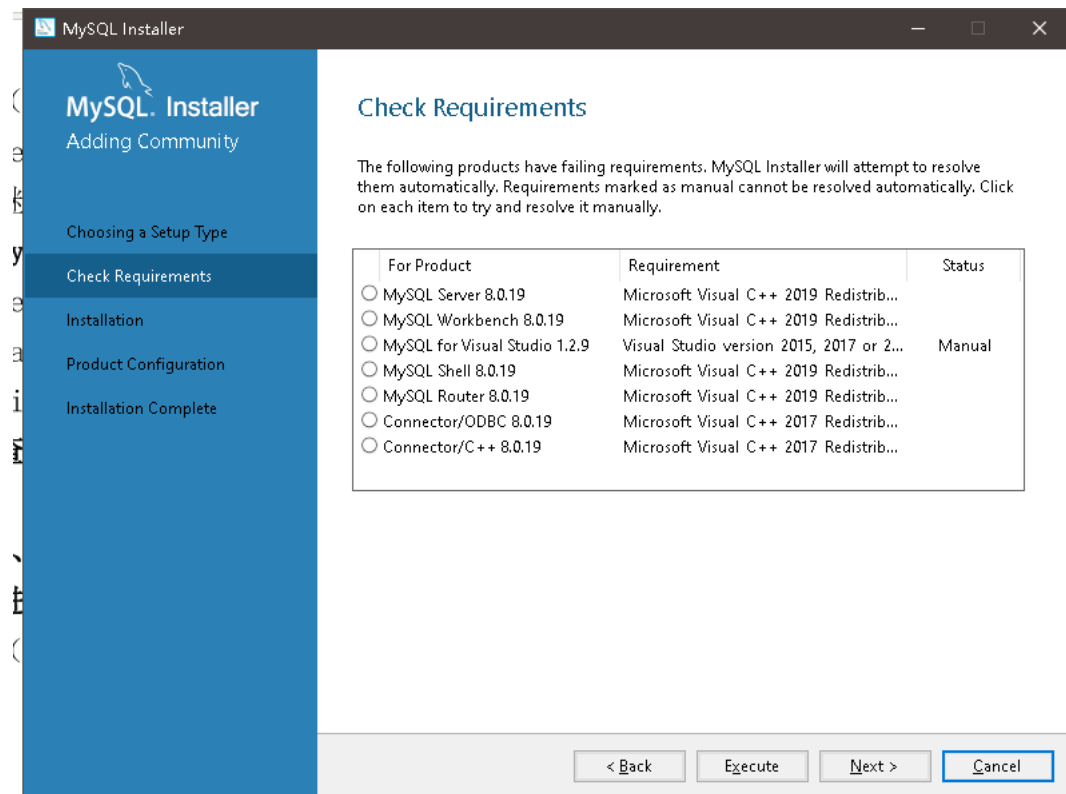 MySQL Installer
MySQL. Installer
Adding Community
Choosing a Setup Type
Check Requirements
Installation
Product Configuration
Installation Complete
Check Requirements
The following products have failing requirements. MySQL Installer will attempt to resolve
them automatically. Requirements marked as manual cannot be resolved automatically. Click
on each item to try and resolve it manually.
For Product Requirement Status
MySQL Server 8.0.19 Microsoft Visual C++ 2019 Redistrib...
MySQL Workbench 8.0.19 Microsoft Visual C++ 2019 Redistrib...
MySQL for Visual Studio 1.2.9 Visual Studio version 2015, 2017 or 2... Manual
MySQL Shell 8.0.19 Microsoft Visual C++ 2019 Redistrib...
MySQL Router 8.0.19 Microsoft Visual C++ 2019 Redistrib...
Connector/ODBC 8.0.19 Microsoft Visual C++ 2017 Redistrib...
Connector/C++ 8.0.19 Microsoft Visual C++ 2017 Redistrib...
< Back Execute Next > Cancel